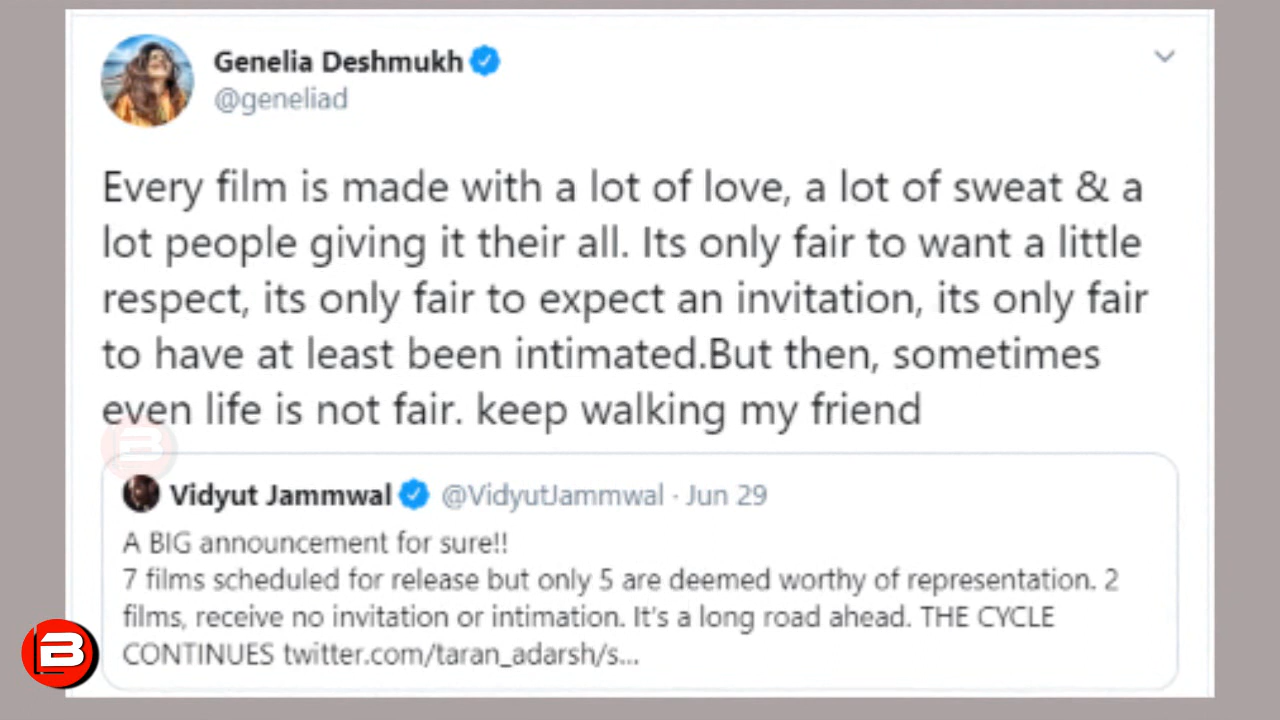 Genelia Deshmukh
@geneliad
Every film is made with a lot of love, a lot of sweat & a
lot people giving it their all. Its only fair to want a little
respect, its only fair to expect an invitation, its only fair
to have at least been intimated.But then, sometimes
even life is not fair. keep walking my friend
B
Vidyut Jammwal @VidyutJammwal · Jun 29
A BIG announcement for sure!!
7 films scheduled for release but only 5 are deemed worthy of representation. 2
films, receive no invitation or intimation. It's a long road ahead. THE CYCLE
CONTINUES twitter.com/taran_adarsh/s...
B